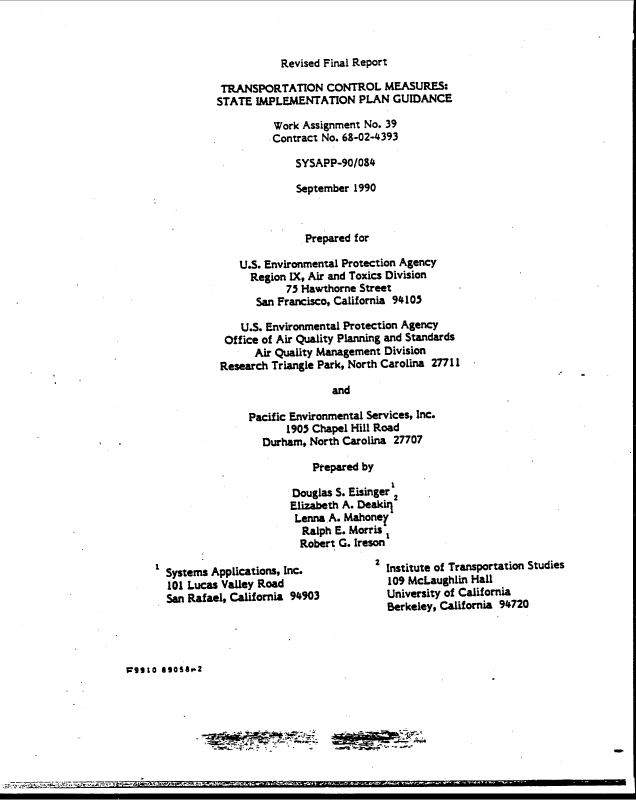 Revised Final Report
TRANSPORTATION CONTROL MEASURES:
STATE IMPLEMENTATION PLAN GUIDANCE
Work Assignment No. 39
Contract No. 68-02-4393
SYSAPP-90/084
September 1990
Prepared for
U.S. Environmental Protection Agency
Region IX, Air and Toxics Division
75 Hawthorne Street
San Francisco, California 94105
U.S. Environmental Protection Agency
Office of Air Quality Planning and Standards
Air Quality Management Division
Research Triangle Park, North Carolina 27711
and
Pacific Environmental Services, Inc.
1905 Chapel Hill Road
Durham, North Carolina 27707
Prepared by
Douglas S. Eisinger 1
Elizabeth A. Deakin 2
Lenna A. Mahoney 1
Ralph E. Morris 1
Robert G. Ireson 1
1 Systems Applications, Inc.
101 Lucas Valley Road
San Rafael, California 94903
2 Institute of Transportation Studies
109 McLaughlin Hall
University of California
Berkeley, California 94720
F9910 89058r2